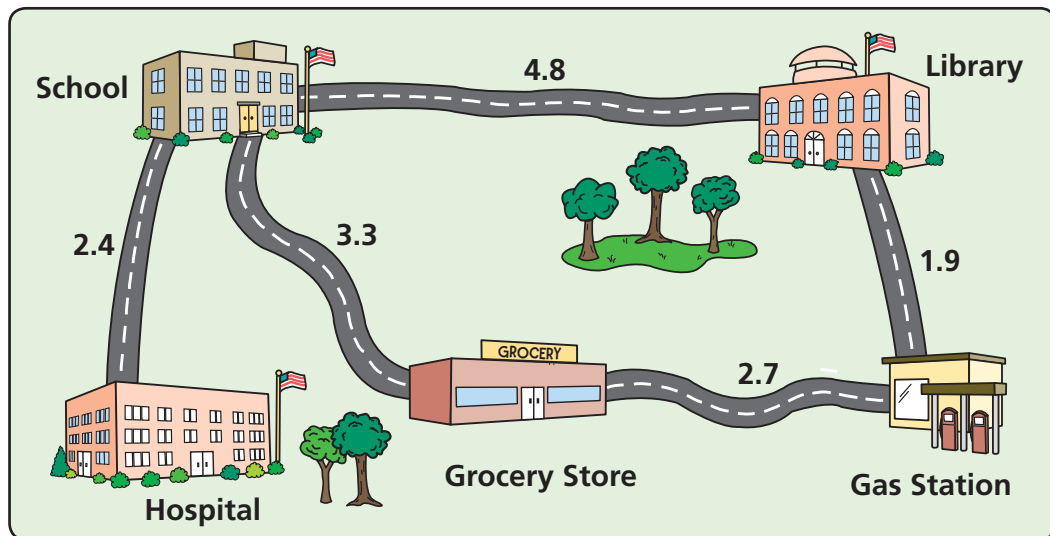 School
4.8
Library
2.4
3.3
1.9
GROCERY
2.7
Grocery Store
Gas Station
Hospital